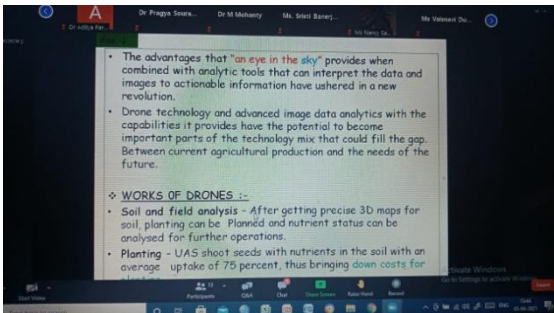 Dr Pragya Soura...
Dr M Mohanty
Ms. Sristi Banerj...
Ms Vaisnavi Du...
A
Dr Aditya Par...
Ms Nancy Sa...
• The advantages that "an eye in the sky" provides when
combined with analytic tools that can interpret the data and
images to actionable information have ushered in a new
revolution.
• Drone technology and advanced image data analytics with the
capabilities it provides have the potential to become
important parts of the technology mix that could fill the gap.
Between current agricultural production and the needs of the
future.
❖ WORKS OF DRONES :-
• Soil and field analysis - After getting precise 3D maps for
soil, planting can be Planned and nutrient status can be
analysed for further operations.
• Planting - UAS shoot seeds with nutrients in the soil with an
average uptake of 75 percent, thus bringing down costs for
Activate Windows
Go to Settings to activate Windows
Start Video
Participants
Q&A
Chat
Share Screen
Raise Hand
Record
Leave
ENG